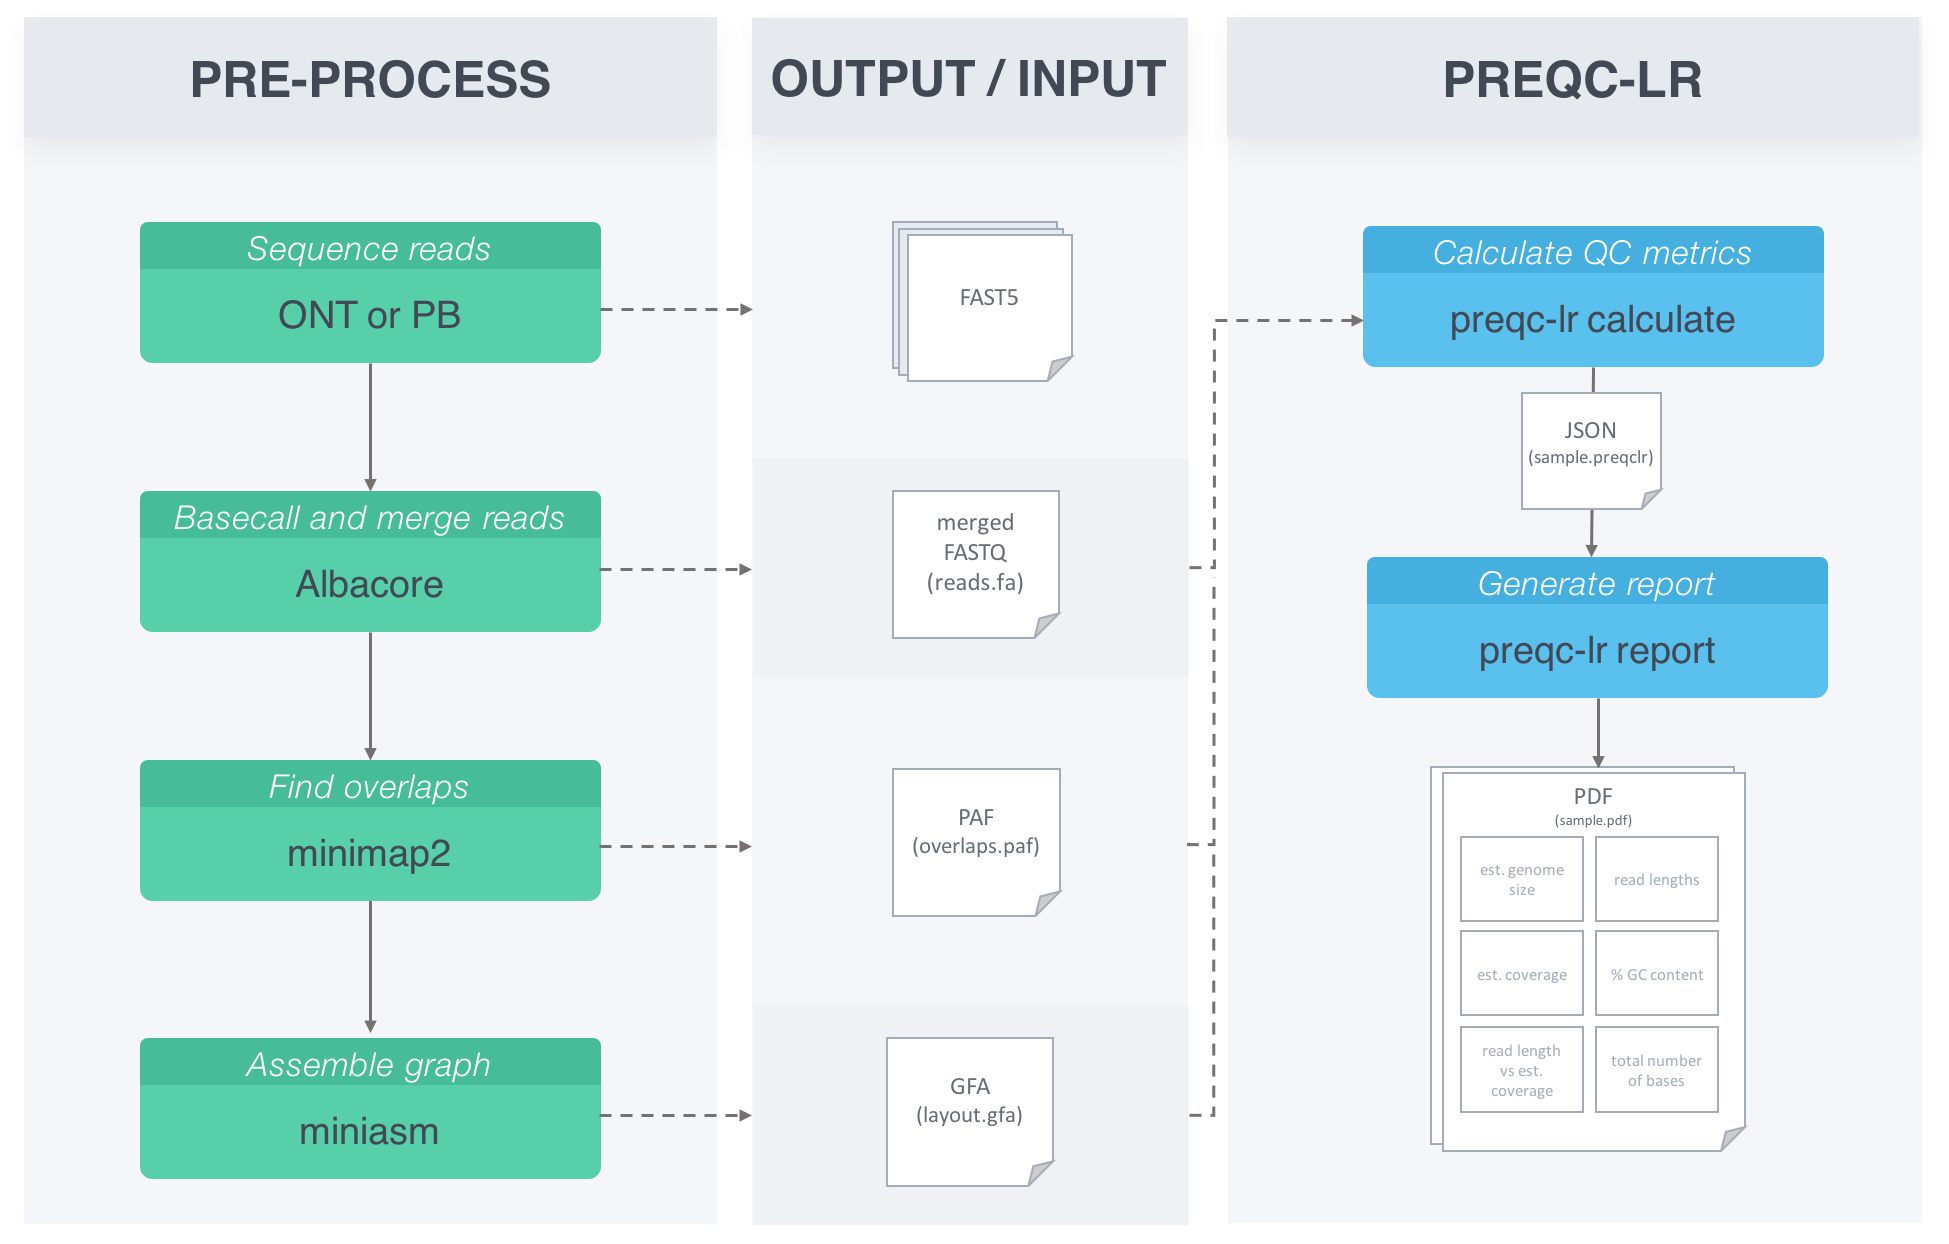 PRE-PROCESS
Sequence reads
ONT or PB
Basecall and merge reads
Albacore
Find overlaps
minimap2
Assemble graph
miniasm
OUTPUT / INPUT
FAST5
merged
FASTQ
(reads.fa)
PAF
(overlaps.paf)
GFA
(layout.gfa)
PREQC-LR
Calculate QC metrics
preqc-lr calculate
JSON
(sample.preqclr)
Generate report
preqc-lr report
PDF
(sample.pdf)
est. genome
size
read lengths
est. coverage
% GC content
read length
vs est.
coverage
total number
of bases